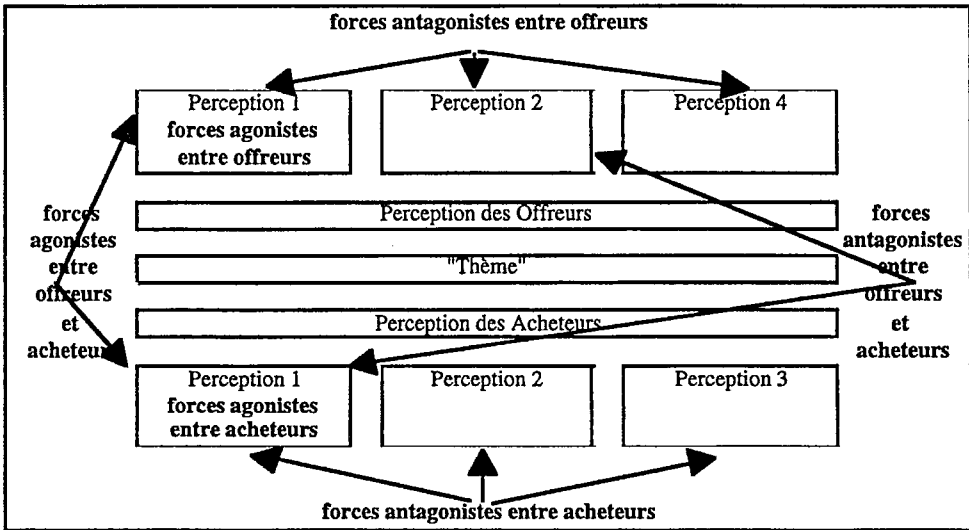 forces antagonistes entre offreurs
Perception 1
forces agonistes
entre offreurs
Perception 2
Perception 4
forces
agonistes
entre
offreurs
et
acheteurs
Perception des Offreurs
"Thème"
Perception des Acheteurs
forces
antagonistes
entre
offreurs
et
acheteurs
Perception 1
forces agonistes
entre acheteurs
Perception 2
Perception 3
forces antagonistes entre acheteurs